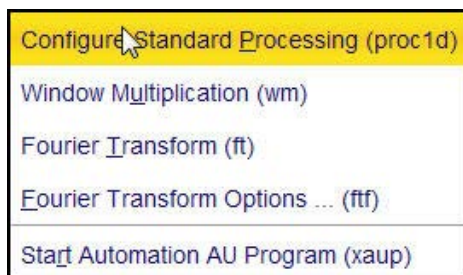 Configure Standard Processing (proc1d)
Window Multiplication (wm)
Fourier Transform (ft)
Fourier Transform Options ... (ftf)
Start Automation AU Program (xaup)